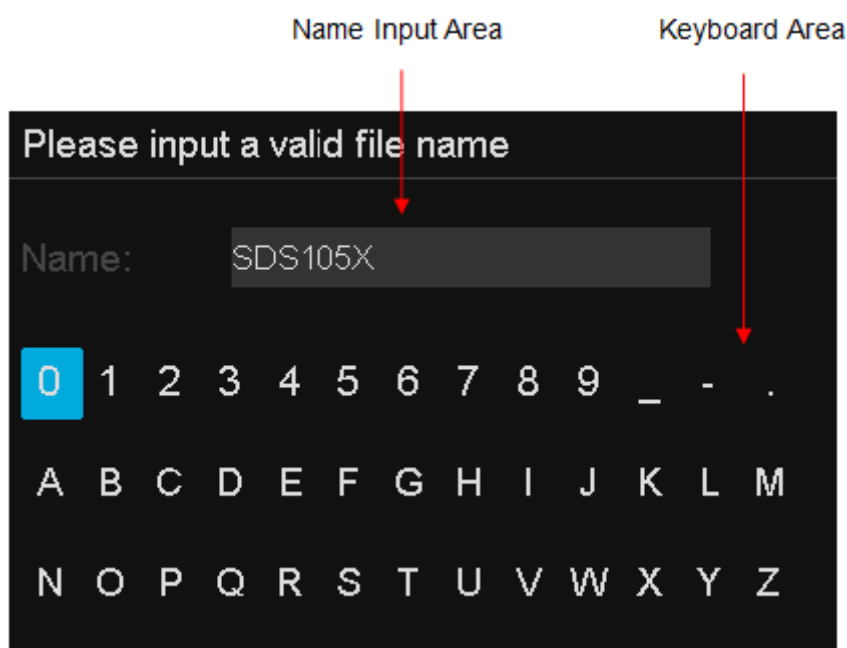 Name Input Area Keyboard Area
Please input a valid file name
Name: SDS105X
0 1 2 3 4 5 6 7 8 9 _ - .
A B C D E F G H I J K L M
N O P Q R S T U V W X Y Z